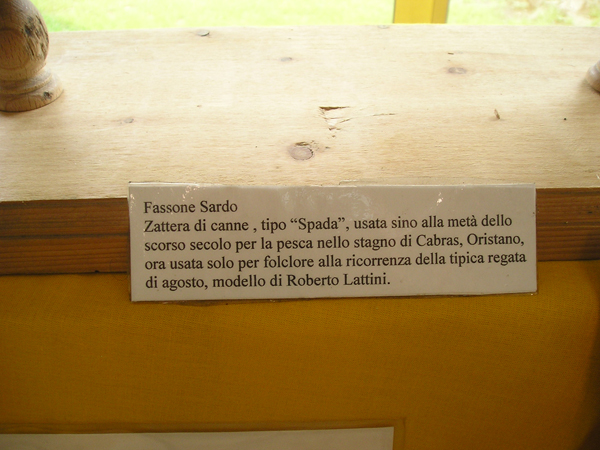 Fassone Sardo
Zattera di canne , tipo “Spada”, usata sino alla metà dello
scorso secolo per la pesca nello stagno di Cabras, Oristano,
ora usata solo per folclore alla ricorrenza della tipica regata
di agosto, modello di Roberto Lattini.